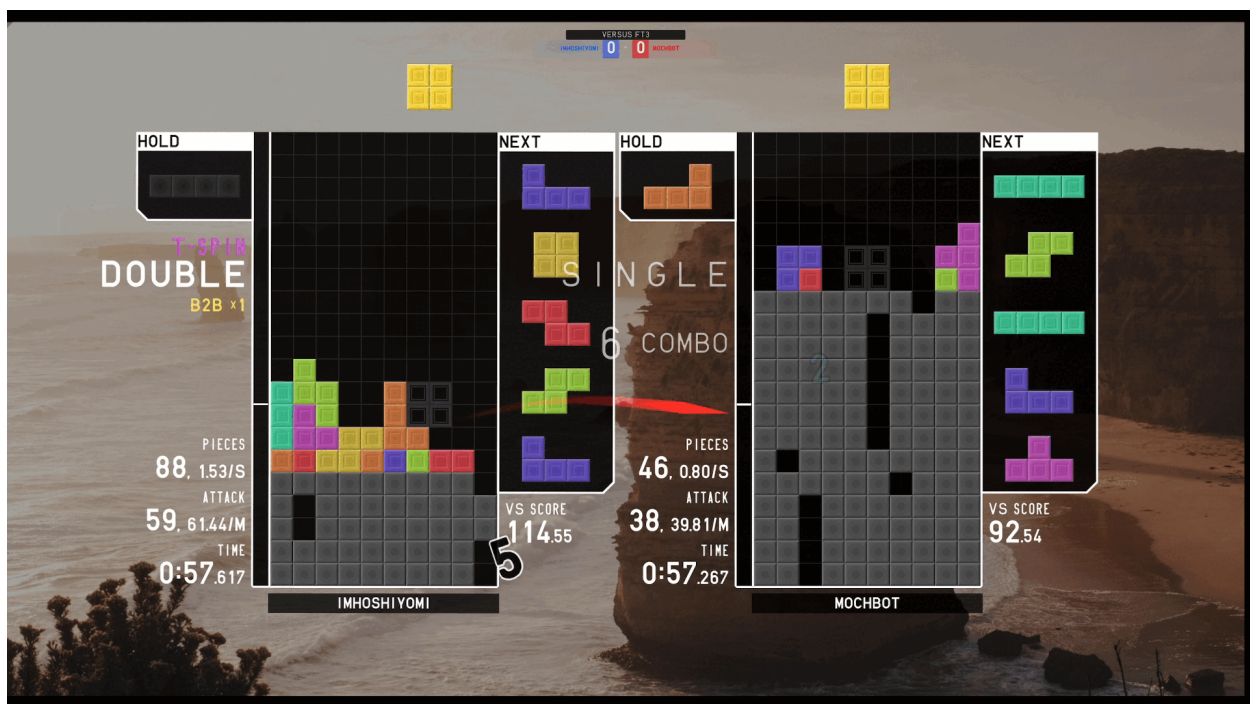 VERSUS FT3
IMHOSHIYOMI 0 - 0 MOCHBOT
HOLD
NEXT
T-SPIN
DOUBLE
B2B ×1
PIECES
88, 1.53/S
ATTACK
59, 61.44/M
TIME
0:57.617
VS SCORE
114.55
5
IMHOSHIYOMI
HOLD
NEXT
SINGLE
6 COMBO
2
PIECES
46, 0.80/S
ATTACK
38, 39.81/M
TIME
0:57.267
VS SCORE
92.54
MOCHBOT